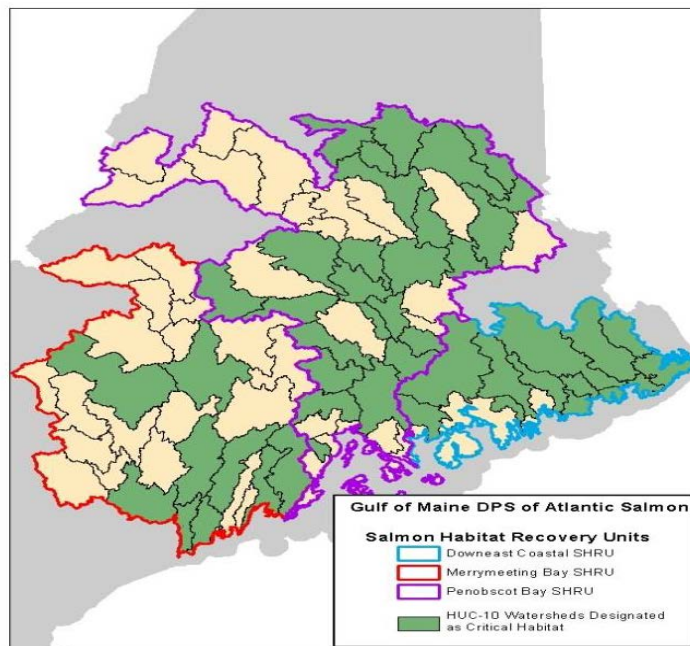 Gulf of Maine DPS of Atlantic Salmon
Salmon Habitat Recovery Units
Downeast Coastal SHRU
Merrymeeting Bay SHRU
Penobscot Bay SHRU
HUC-10 Watersheds Designated
as Critical Habitat